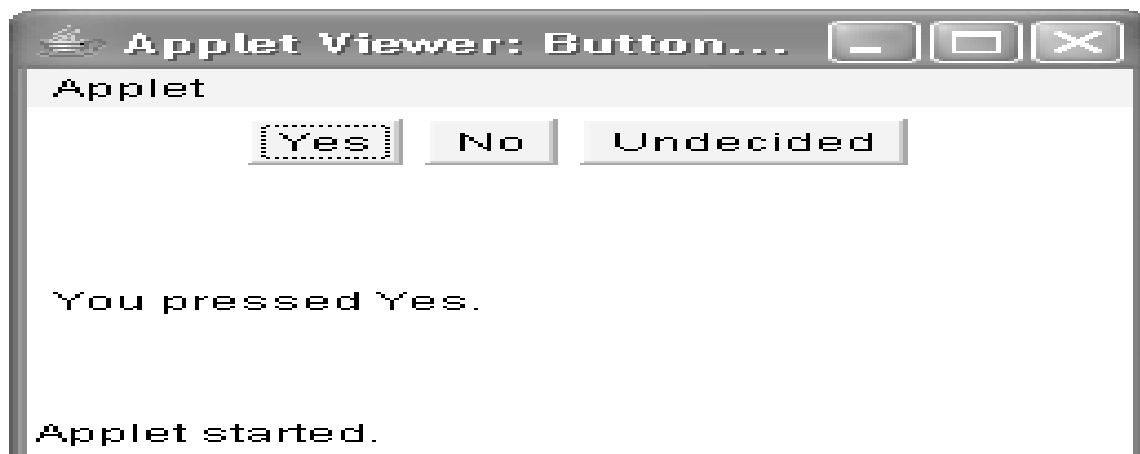 Applet Viewer: Button...
Applet
Yes No Undecided
You pressed Yes.
Applet started.